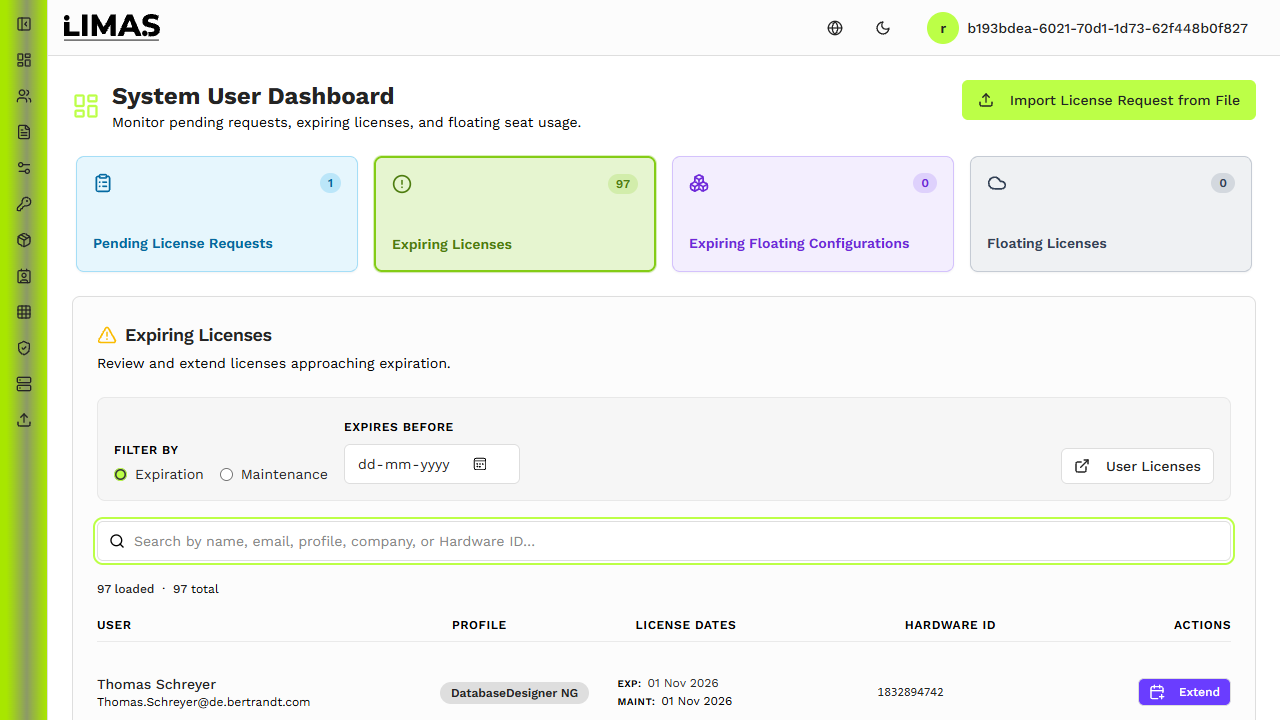 LIMAS
r
b193bdea-6021-70d1-1d73-62f448b0f827
System User Dashboard
Monitor pending requests, expiring licenses, and floating seat usage.
Import License Request from File
1
Pending License Requests
97
Expiring Licenses
0
Expiring Floating Configurations
0
Floating Licenses
Expiring Licenses
Review and extend licenses approaching expiration.
FILTER BY
Expiration
Maintenance
EXPIRES BEFORE
dd-mm-yyyy
User Licenses
Search by name, email, profile, company, or Hardware ID...
97 loaded · 97 total
USER PROFILE LICENSE DATES HARDWARE ID ACTIONS
Thomas Schreyer
Thomas.Schreyer@de.bertrandt.com
DatabaseDesigner NG
EXP: 01 Nov 2026
MAINT: 01 Nov 2026
1832894742
Extend